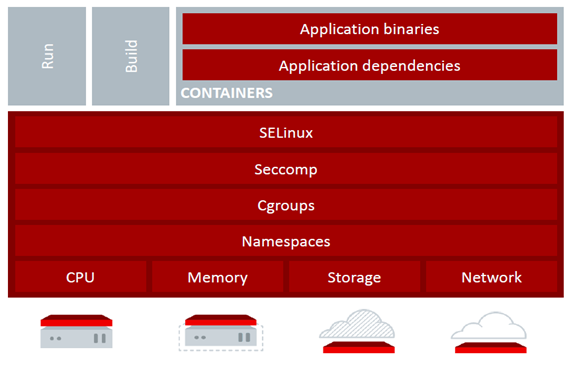 Run
Build
Application binaries
Application dependencies
CONTAINERS
SELinux
Seccomp
Cgroups
Namespaces
CPU
Memory
Storage
Network